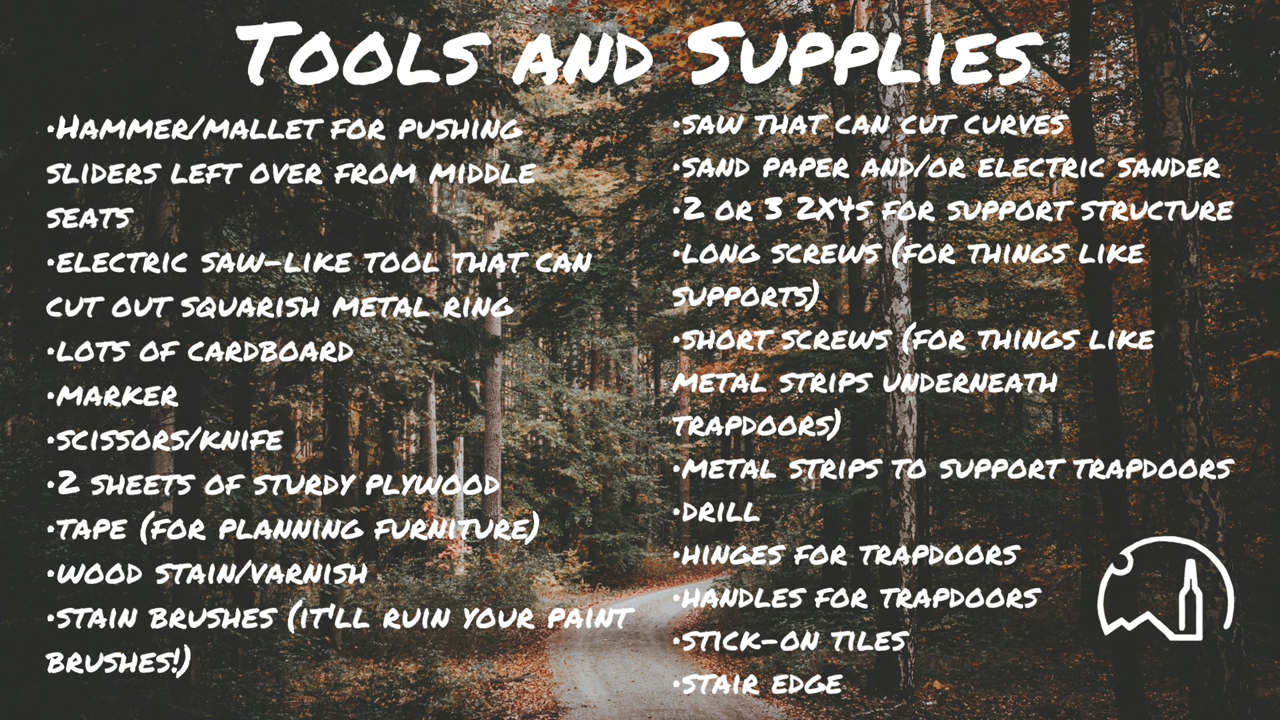 Tools and Supplies
•Hammer/mallet for pushing
sliders left over from middle
seats
•electric saw-like tool that can
cut out squarish metal ring
•lots of cardboard
•marker
•scissors/knife
•2 sheets of sturdy plywood
•tape (for planning furniture)
•wood stain/varnish
•stain brushes (it'll ruin your paint
brushes!)
•saw that can cut curves
•sand paper and/or electric sander
•2 or 3 2x4s for support structure
•long screws (for things like
supports)
•short screws (for things like
metal strips underneath
trapdoors)
•metal strips to support trapdoors
•drill
•hinges for trapdoors
•handles for trapdoors
•stick-on tiles
•stair edge